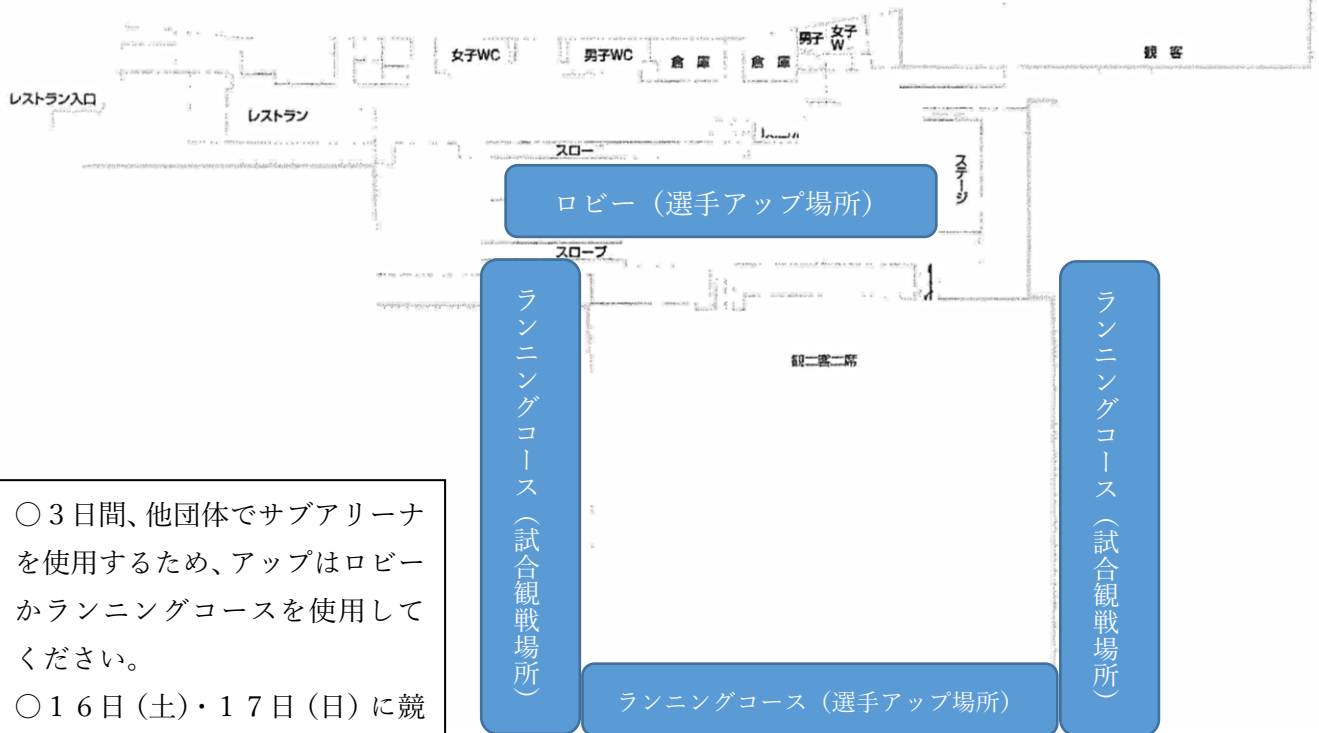 男子
女子
W
女子WC
男子WC
倉庫
倉庫
観客
レストラン入口
レストラン
スロー
ステージ
ロビー（選手アップ場所）
スロープ
ランニングコース（試合観戦場所）
ランニングコース（試合観戦場所）
観二客二席
ランニングコース（選手アップ場所）
○３日間、他団体でサブアリーナ
を使用するため、アップはロビー
かランニングコースを使用して
ください。
○１６日（土）・１７日（日）に競